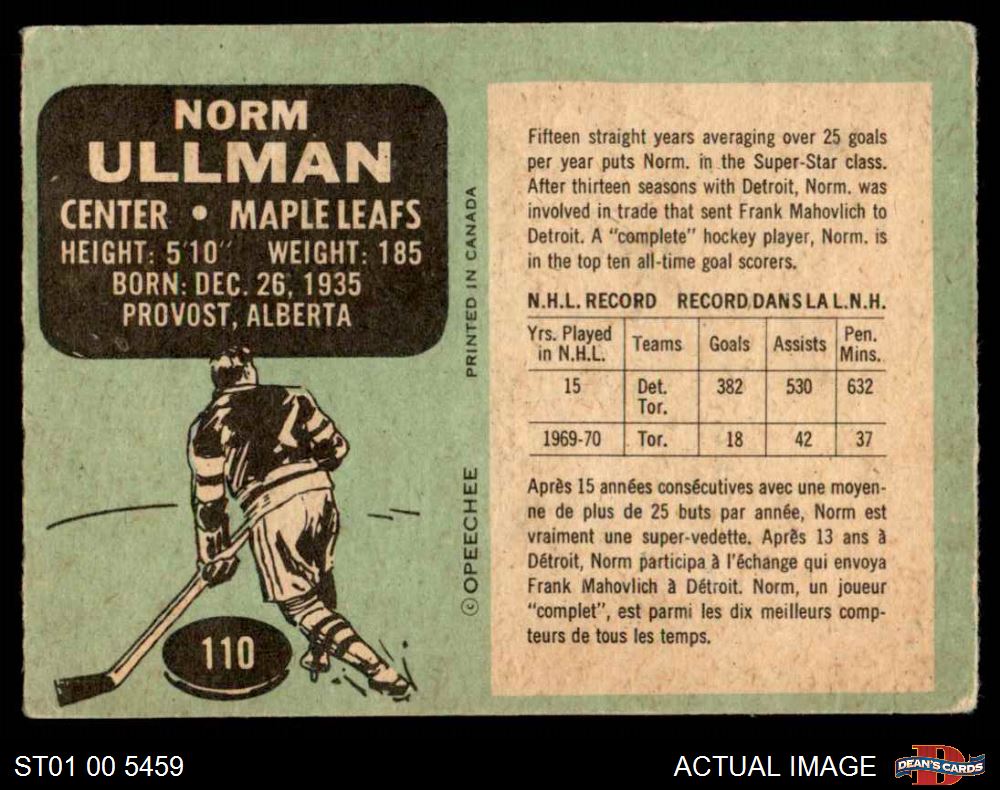 NORM
ULLMAN
CENTER • MAPLE LEAFS
HEIGHT: 5'10" WEIGHT: 185
BORN: DEC. 26, 1935
PROVOST, ALBERTA
110
© OPEECHEE PRINTED IN CANADA
Fifteen straight years averaging over 25 goals
per year puts Norm. in the Super-Star class.
After thirteen seasons with Detroit, Norm. was
involved in trade that sent Frank Mahovlich to
Detroit. A "complete" hockey player, Norm. is
in the top ten all-time goal scorers.
N.H.L. RECORD RECORD DANS LA L.N.H.
Yrs. Played in N.H.L. Teams Goals Assists Pen. Mins.
15 Det. Tor. 382 530 632
1969-70 Tor. 18 42 37
Après 15 années consécutives avec une moyen-
ne de plus de 25 buts par année, Norm est
vraiment une super-vedette. Après 13 ans à
Détroit, Norm participa à l'échange qui envoya
Frank Mahovlich à Détroit. Norm, un joueur
"complet", est parmi les dix meilleurs comp-
teurs de tous les temps.
ST01 00 5459
ACTUAL IMAGE
DEAN'S CARDS